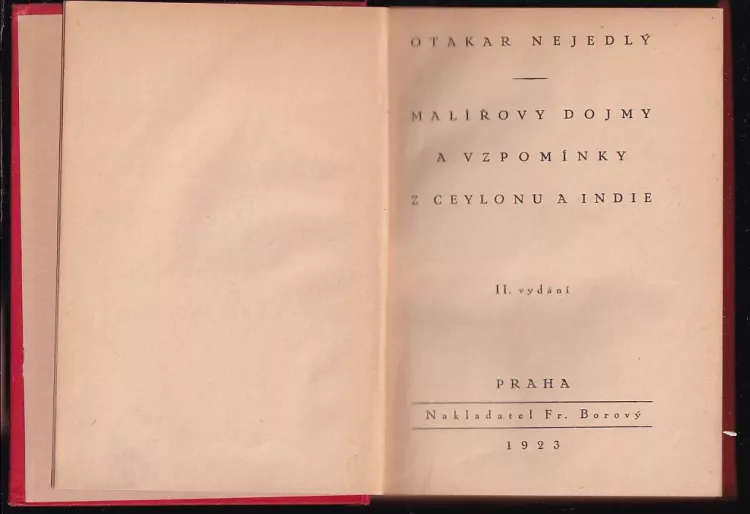 OTAKAR NEJEDLÝ
MALÍŘOVY DOJMY
A VZPOMÍNKY
Z CEYLONU A INDIE
II. vydání
PRAHA
Nakladatel Fr. Borový
1923